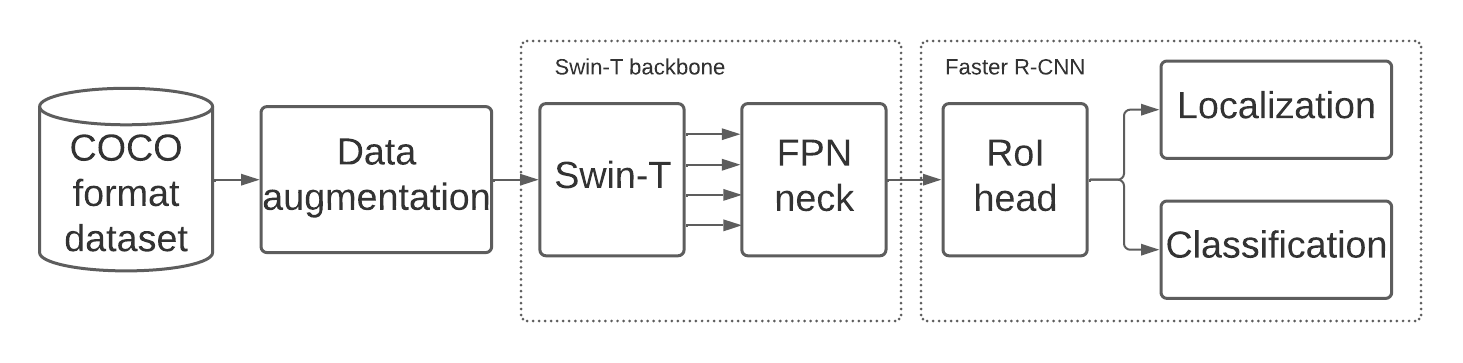 COCO
format
dataset
Data
augmentation
Swin-T backbone
Swin-T
FPN
neck
Faster R-CNN
RoI
head
Localization
Classification